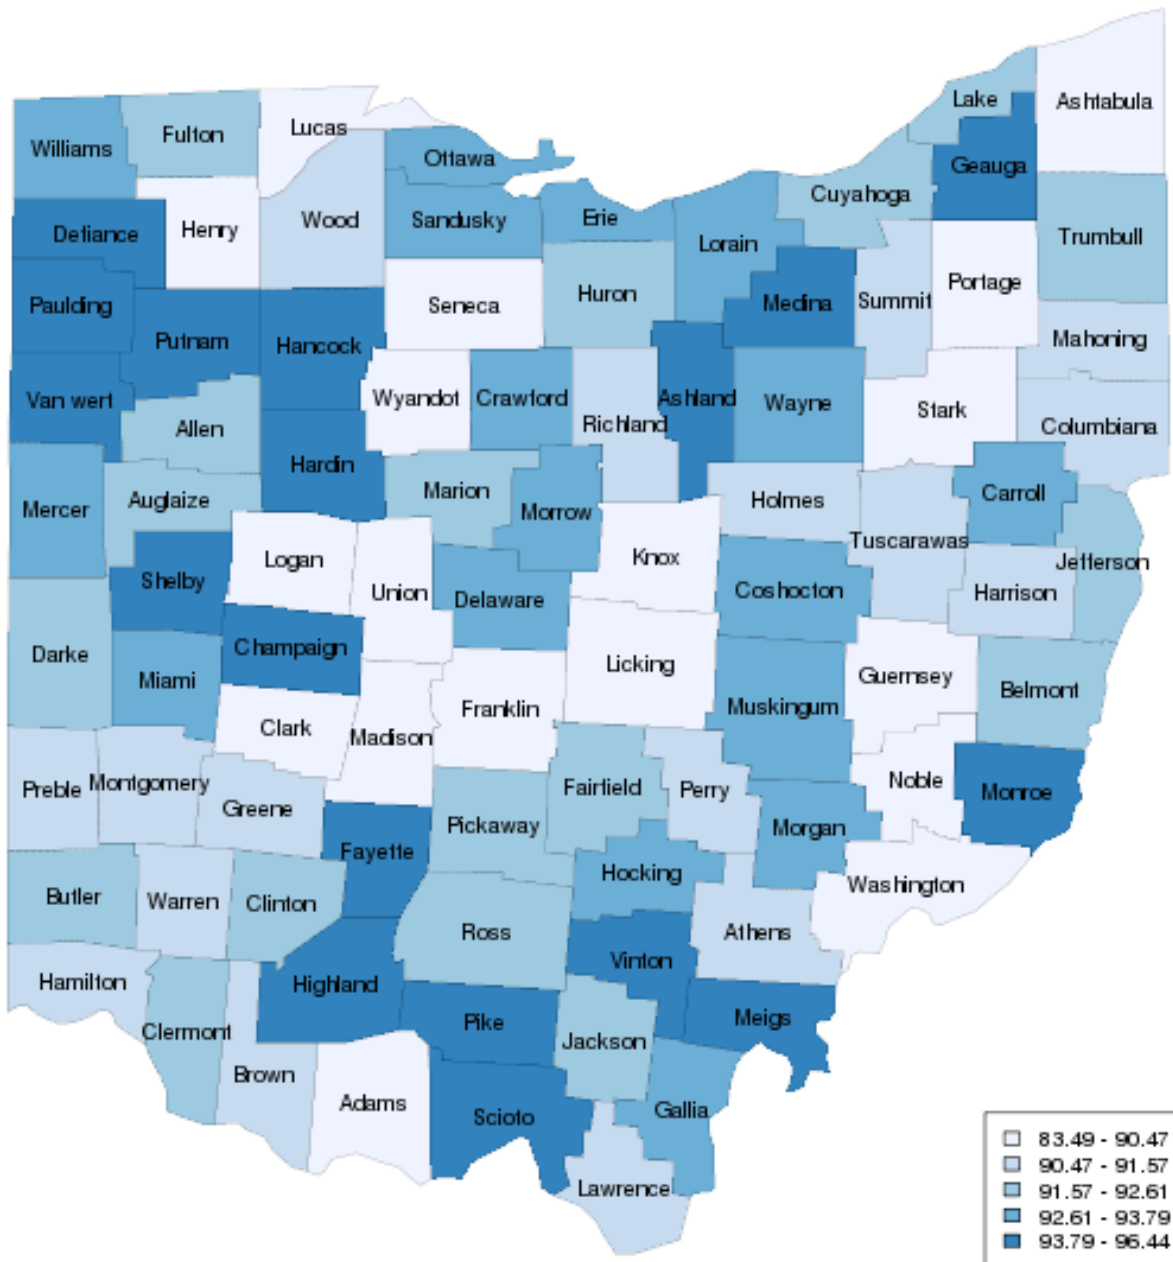 Lake
Ashtabula
Lucas
Fulton
Williams
Ottawa
Geauga
Cuyahoga
Erie
Sandusky
Wood
Henry
Defiance
Trumbull
Lorain
Portage
Huron
Medina
Summit
Seneca
Paulding
Putnam
Hancock
Mahoning
Wyandot
Crawford
Ashland
Wayne
Van wert
Stark
Richland
Columbiana
Allen
Hardin
Marion
Carroll
Auglaize
Holmes
Mercer
Morrow
Tuscarawas
Logan
Knox
Jefferson
Shelby
Union
Coshocton
Harrison
Delaware
Champaign
Darke
Licking
Guernsey
Miami
Belmont
Franklin
Muskingum
Clark
Madison
Noble
Montgomery
Preble
Fairfield
Perry
Monroe
Greene
Pickaway
Morgan
Fayette
Hocking
Washington
Butler
Warren
Clinton
Ross
Athens
Vinton
Hamilton
Highland
Pike
Meigs
Clermont
Jackson
Brown
Adams
Gallia
Scioto
Lawrence
83.49 - 90.47
90.47 - 91.57
91.57 - 92.61
92.61 - 93.79
93.79 - 96.44